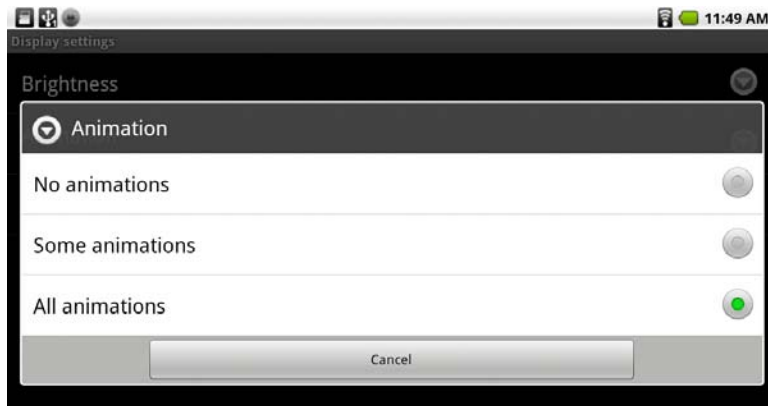 11:49 AM
Display settings
Brightness
Animation
No animations
Some animations
All animations
Cancel